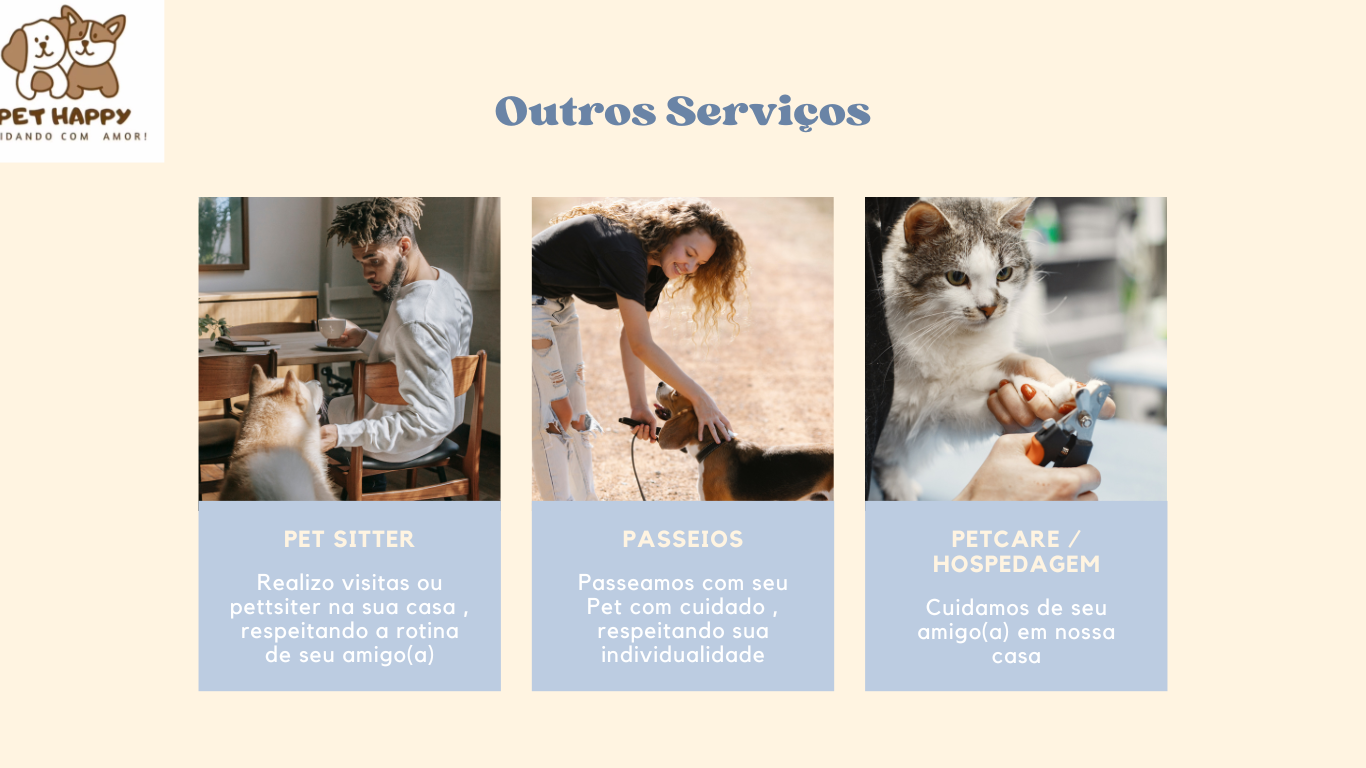 PET HAPPY
IDANDO COM AMOR!
Outros Serviços
PET SITTER
Realizo visitas ou
pettsiter na sua casa ,
respeitando a rotina
de seu amigo(a)
PASSEIOS
Passeamos com seu
Pet com cuidado ,
respeitando sua
individualidade
PETCARE /
HOSPEDAGEM
Cuidamos de seu
amigo(a) em nossa
casa